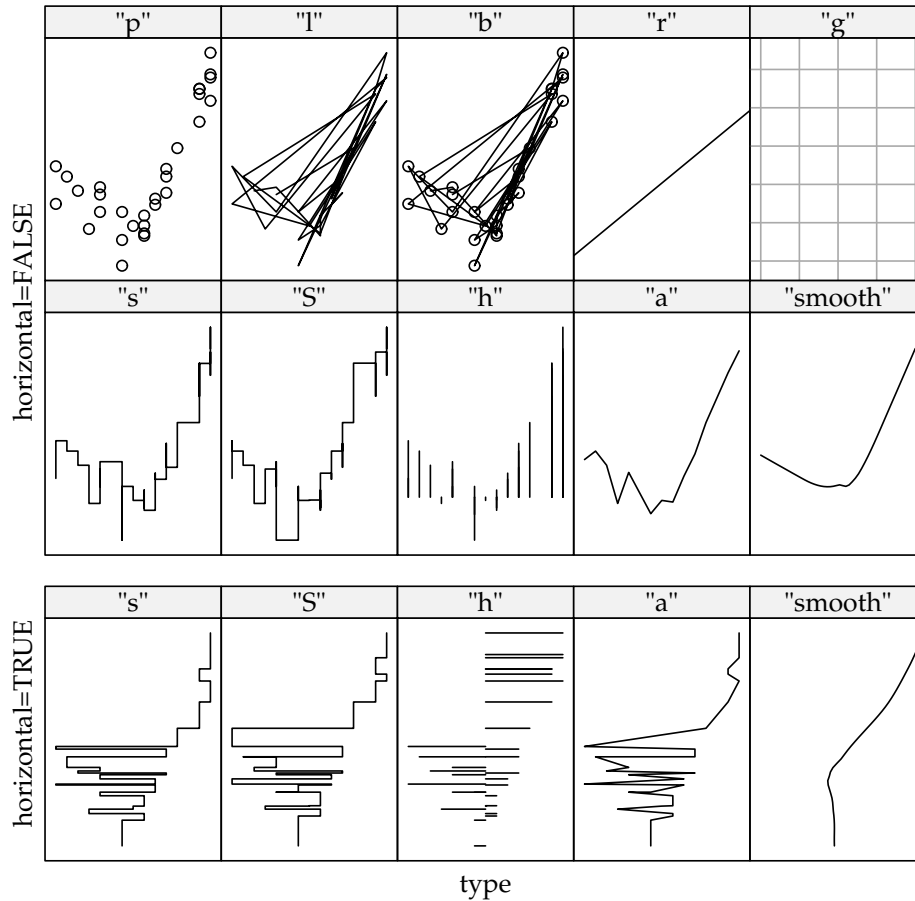 "p" "l" "b" "r" "g"
horizontal=FALSE
"s" "S" "h" "a" "smooth"
"s" "S" "h" "a" "smooth"
horizontal=TRUE
type